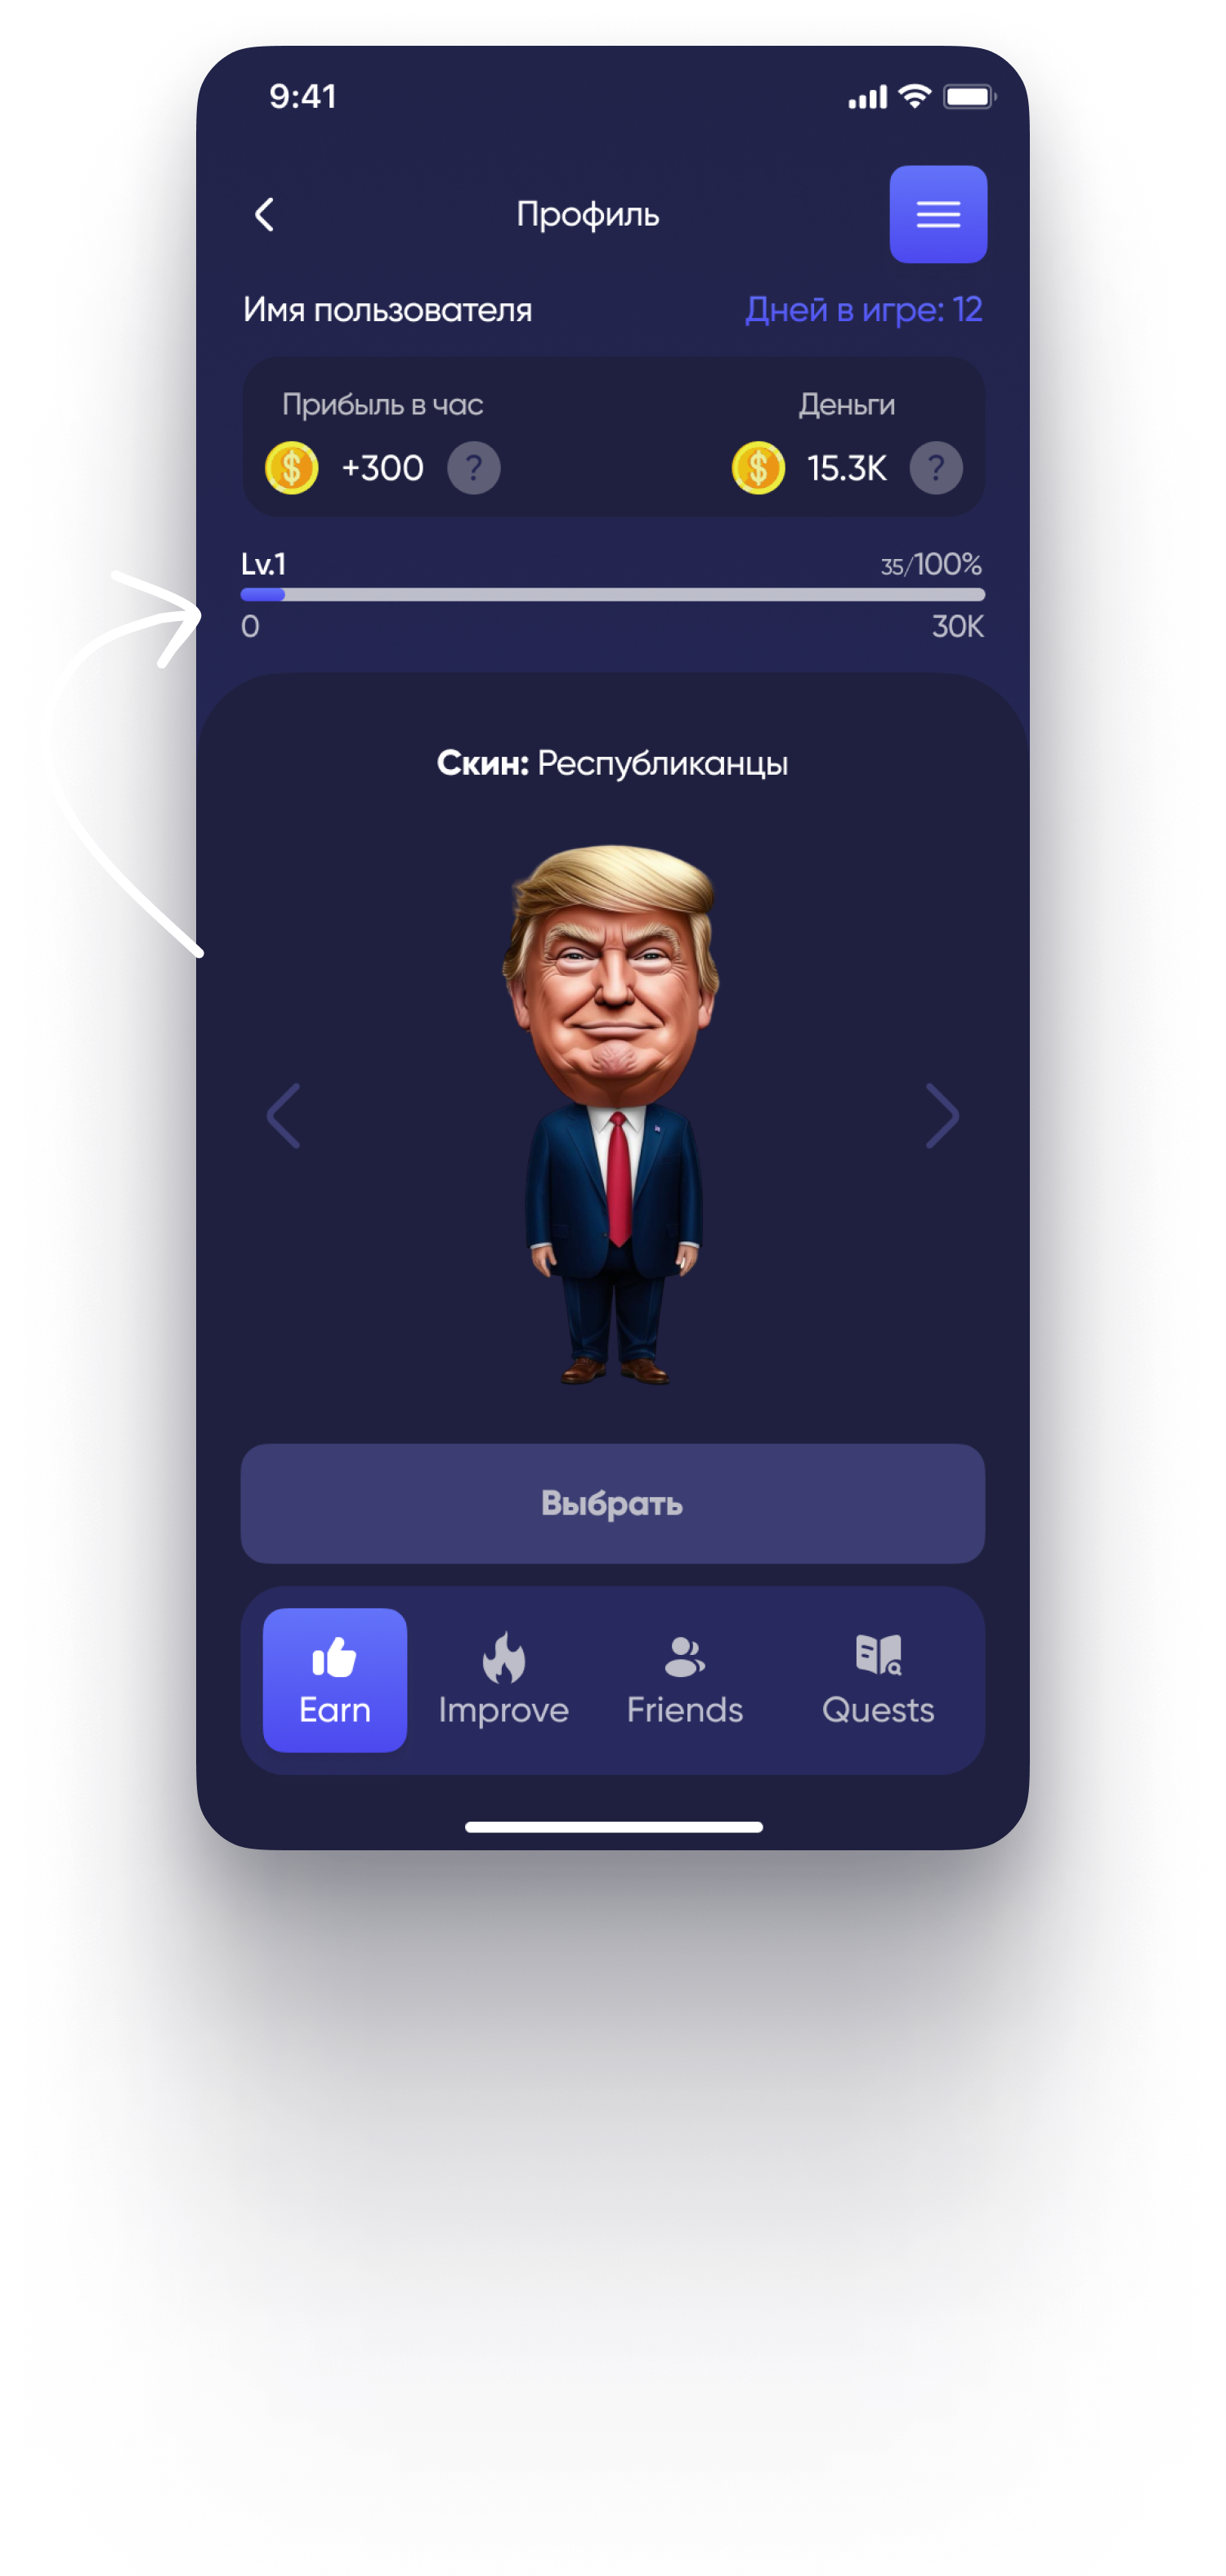 9:41
Профиль
Имя пользователя Дней в игре: 12
Прибыль в час Деньги
$ +300 ? $ 15.3K ?
Lv.1 35/100%
0 30K
Скин: Республиканцы
Выбрать
Earn Improve Friends Quests